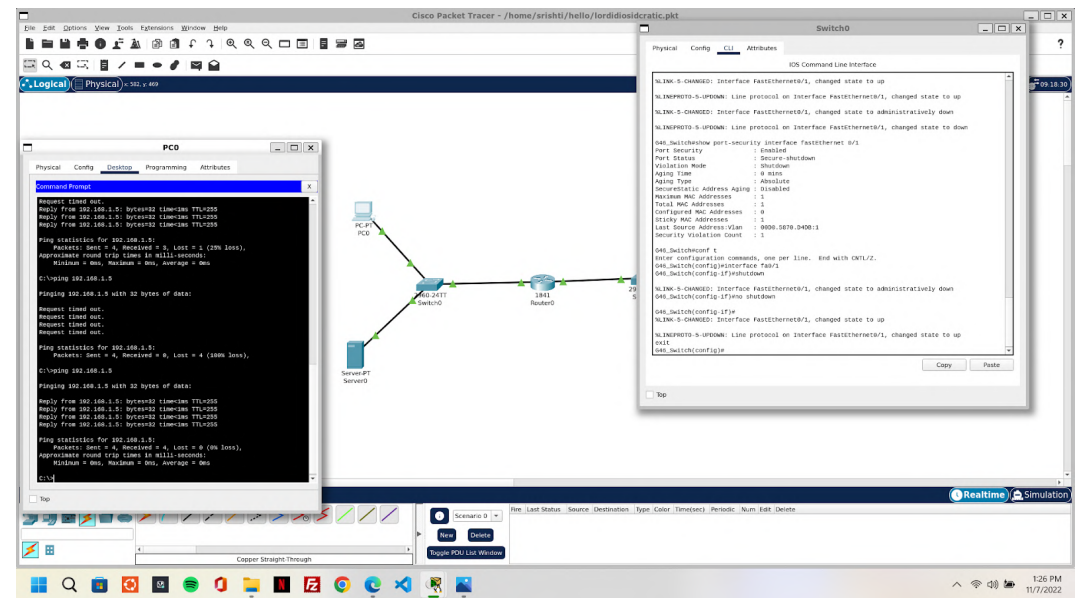 Cisco Packet Tracer - /home/srishti/hello/lordidiosidcratic.pkt
File Edit Options View Tools Extensions Window Help
?
Logical Physical x: 582, y: 469
09:18:30
PC0
Physical Config Desktop Programming Attributes
Command Prompt X
Request timed out.
Reply from 192.168.1.5: bytes=32 time<1ms TTL=255
Reply from 192.168.1.5: bytes=32 time<1ms TTL=255
Reply from 192.168.1.5: bytes=32 time<1ms TTL=255
Ping statistics for 192.168.1.5:
Packets: Sent = 4, Received = 3, Lost = 1 (25% loss),
Approximate round trip times in milli-seconds:
Minimum = 0ms, Maximum = 0ms, Average = 0ms
C:\>ping 192.168.1.5
Pinging 192.168.1.5 with 32 bytes of data:
Request timed out.
Request timed out.
Request timed out.
Request timed out.
Ping statistics for 192.168.1.5:
Packets: Sent = 4, Received = 0, Lost = 4 (100% loss),
C:\>ping 192.168.1.5
Pinging 192.168.1.5 with 32 bytes of data:
Reply from 192.168.1.5: bytes=32 time<1ms TTL=255
Reply from 192.168.1.5: bytes=32 time<1ms TTL=255
Reply from 192.168.1.5: bytes=32 time<1ms TTL=255
Reply from 192.168.1.5: bytes=32 time<1ms TTL=255
Ping statistics for 192.168.1.5:
Packets: Sent = 4, Received = 4, Lost = 0 (0% loss),
Approximate round trip times in milli-seconds:
Minimum = 0ms, Maximum = 0ms, Average = 0ms
C:\>
Top
PC-PT
PC0
2960-24TT
Switch0
1841
Router0
29
S
Server-PT
Server0
Switch0
Physical Config CLI Attributes
IOS Command Line Interface
%LINK-5-CHANGED: Interface FastEthernet0/1, changed state to up
%LINEPROTO-5-UPDOWN: Line protocol on Interface FastEthernet0/1, changed state to up
%LINK-5-CHANGED: Interface FastEthernet0/1, changed state to administratively down
%LINEPROTO-5-UPDOWN: Line protocol on Interface FastEthernet0/1, changed state to down
G46_Switch#show port-security interface fastEthernet 0/1
Port Security : Enabled
Port Status : Secure-shutdown
Violation Mode : Shutdown
Aging Time : 0 mins
Aging Type : Absolute
SecureStatic Address Aging : Disabled
Maximum MAC Addresses : 1
Total MAC Addresses : 1
Configured MAC Addresses : 0
Sticky MAC Addresses : 1
Last Source Address:Vlan : 00D0.5870.D4DB:1
Security Violation Count : 1
G46_Switch#conf t
Enter configuration commands, one per line. End with CNTL/Z.
G46_Switch(config)#interface fa0/1
G46_Switch(config-if)#shutdown
%LINK-5-CHANGED: Interface FastEthernet0/1, changed state to administratively down
G46_Switch(config-if)#no shutdown
G46_Switch(config-if)#
%LINK-5-CHANGED: Interface FastEthernet0/1, changed state to up
%LINEPROTO-5-UPDOWN: Line protocol on Interface FastEthernet0/1, changed state to up
exit
G46_Switch(config)#
Copy Paste
Top
Realtime Simulation
Scenario 0
New Delete
Toggle PDU List Window
Fire Last Status Source Destination Type Color Time(sec) Periodic Num Edit Delete
Copper Straight-Through
1:26 PM
11/7/2022